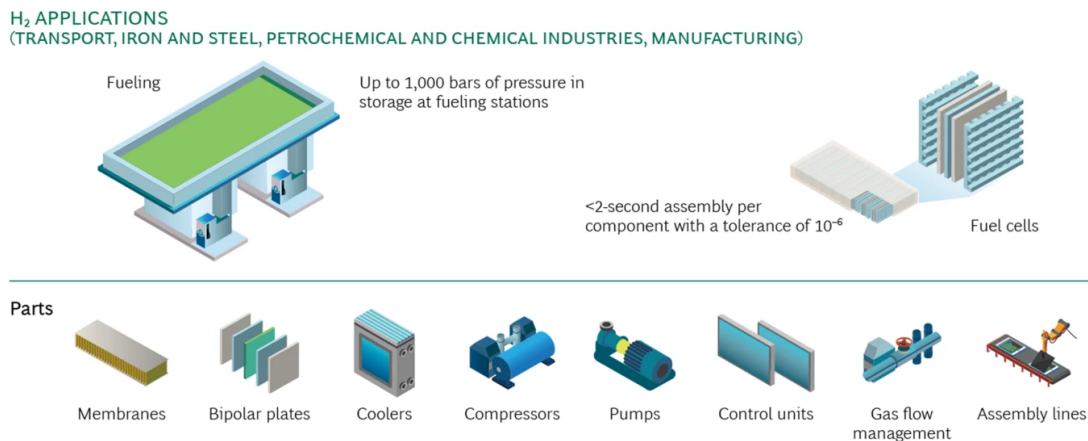 H₂ APPLICATIONS
(TRANSPORT, IRON AND STEEL, PETROCHEMICAL AND CHEMICAL INDUSTRIES, MANUFACTURING)
Fueling
Up to 1,000 bars of pressure in
storage at fueling stations
<2-second assembly per
component with a tolerance of 10⁻⁶
Fuel cells
Parts
Membranes
Bipolar plates
Coolers
Compressors
Pumps
Control units
Gas flow
management
Assembly lines